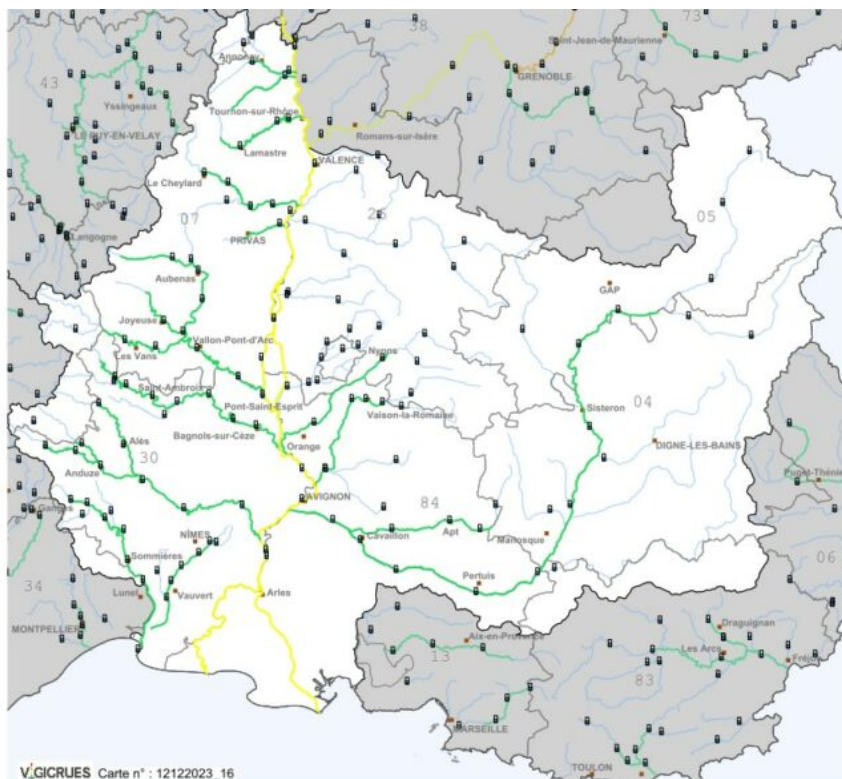 38
73
Saint-Jean-de-Maurienne
43
Annonay
GRENOBLE
Yssingeaux
Tournon-sur-Rhône
LE PUY-EN-VELAY
Romans-sur-Isère
Lamastre
VALENCE
Le Cheylard
07
26
05
Langogne
PRIVAS
Aubenas
GAP
Joyeuse
Vallon-Pont-d'Arc
Les Vans
Nyons
Saint-Ambroix
04
Pont-Saint-Esprit
Vaison-la-Romaine
Sisteron
Bagnols-sur-Cèze
Orange
Alès
DIGNE-LES-BAINS
30
Anduze
Puget-Thénie
AVIGNON
84
Ganges
NÎMES
Cavaillon
Apt
Manosque
Sommières
06
34
Lunel
Vauvert
Arles
Pertuis
MONTPELLIER
Draguignan
Aix-en-Provence
13
Les Arcs
Fréju
83
MARSEILLE
TOULON
VIGICRUES Carte n° : 12122023_16